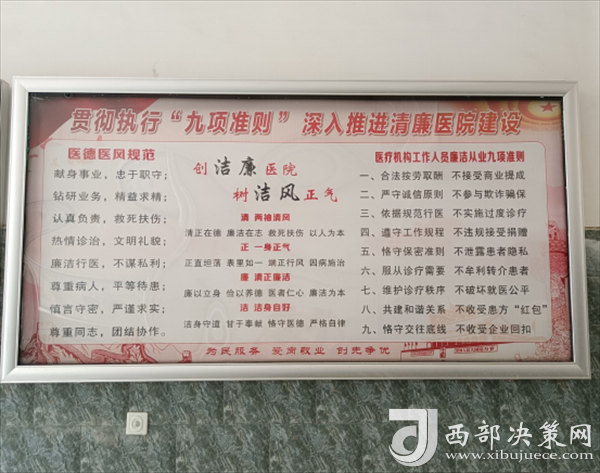 贯彻执行“九项准则” 深入推进清廉医院建设
医德医风规范
献身事业，忠于职守；
钻研业务，精益求精；
认真负责，救死扶伤；
热情诊治，文明礼貌；
廉洁行医，不谋私利；
尊重病人，平等待患；
慎言守密，严谨求实；
尊重同志，团结协作。
创洁廉医院
树洁风正气
清 两袖清风
清正在德 廉洁在志 救死扶伤 以人为本
正 一身正气
正直坦荡 表里如一 端正行风 因病施治
廉 清正廉洁
廉以立身 俭以养德 医者仁心 廉洁为本
洁 洁身自好
洁身守道 甘于奉献 恪守医德 严格自律
医疗机构工作人员廉洁从业九项准则
一、合法按劳取酬 不接受商业提成
二、严守诚信原则 不参与欺诈骗保
三、依据规范行医 不实施过度诊疗
四、遵守工作规程 不违规接受捐赠
五、恪守保密准则 不泄露患者隐私
六、服从诊疗需要 不牟利转介患者
七、维护诊疗秩序 不破坏就医公平
八、共建和谐关系 不收受患方“红包”
九、恪守交往底线 不收受企业回扣
为民服务 爱岗敬业 创先争优
西部决策网
www.xibujuece.com